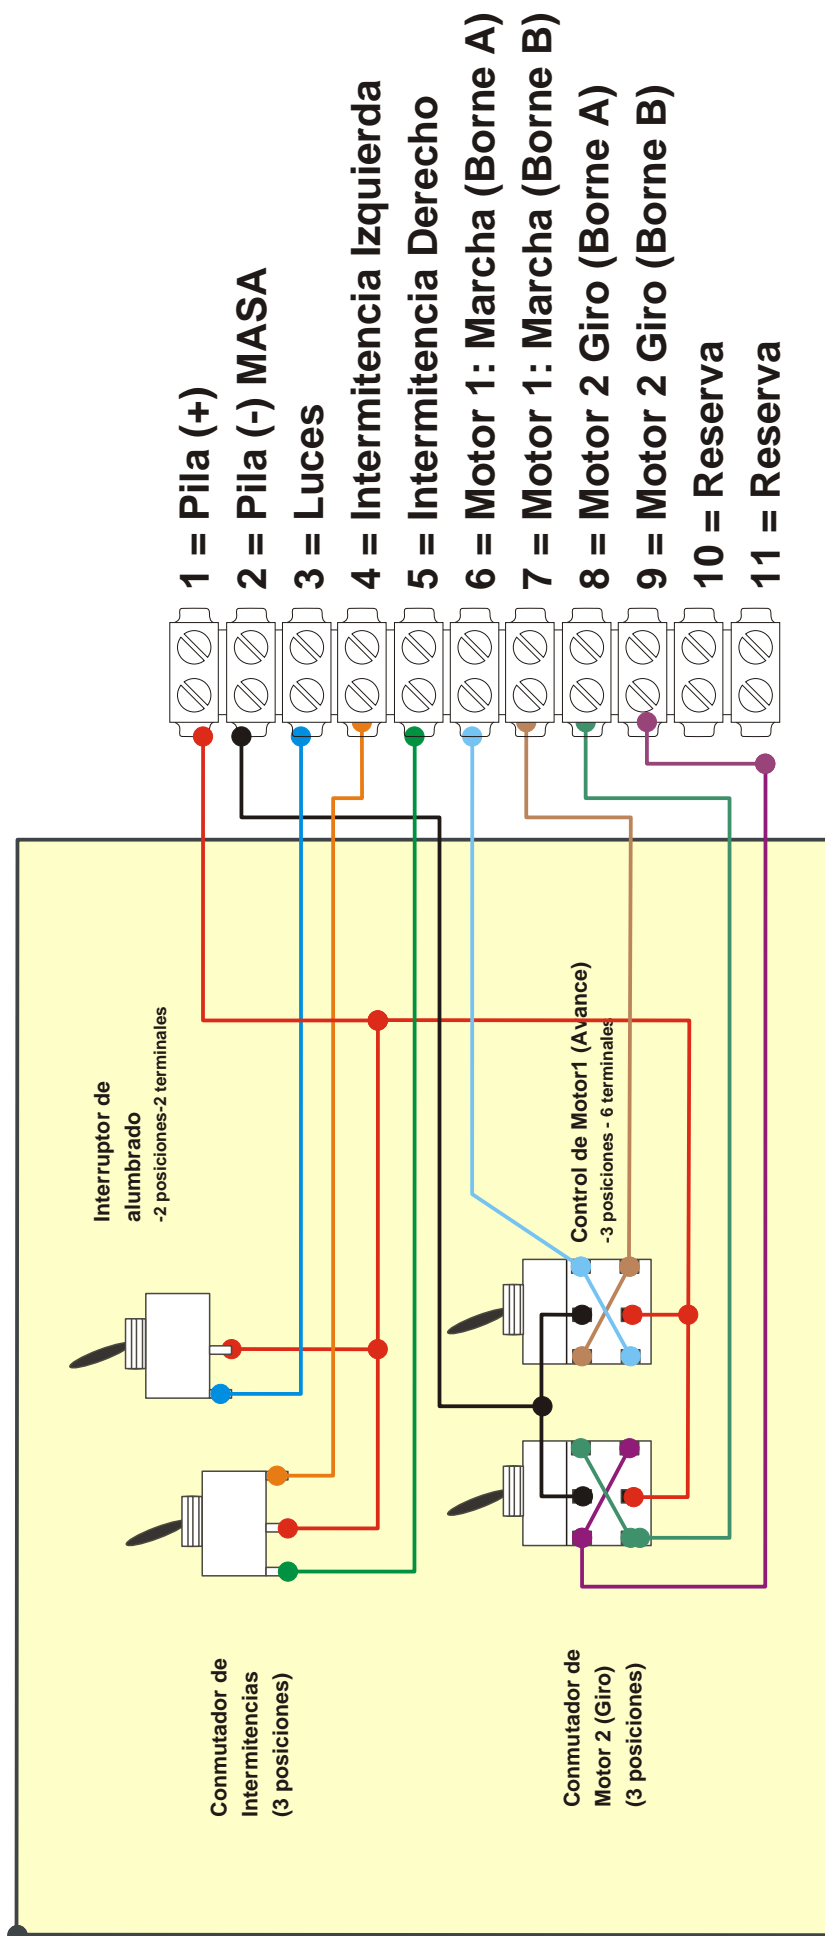 1 = Pila (+)
2 = Pila (-) MASA
3 = Luces
4 = Intermitencia Izquierda
5 = Intermitencia Derecho
6 = Motor 1: Marcha (Borne A)
7 = Motor 1: Marcha (Borne B)
8 = Motor 2 Giro (Borne A)
9 = Motor 2 Giro (Borne B)
10 = Reserva
11 = Reserva
Interruptor de
alumbrado
-2 posiciones-2 terminales
Control de Motor1 (Avance)
-3 posiciones - 6 terminales
Conmutador de
Intermitencias
(3 posiciones)
Conmutador de
Motor 2 (Giro)
(3 posiciones)